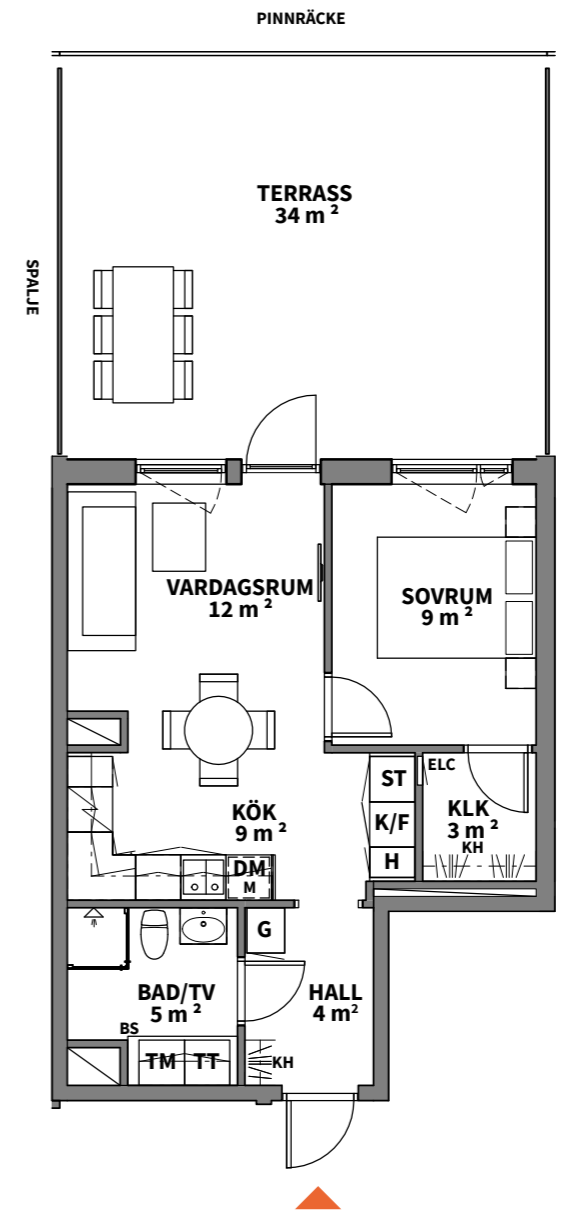 PINNRÄCKE
TERRASS
34 m ²
SPALJE
VARDAGSRUM
12 m ²
SOVRUM
9 m ²
ELC
ST
K/F
H
KLK
3 m ²
KH
KÖK
9 m ²
DM
M
G
BAD/TV
5 m ²
BS
TM
TT
HALL
4 m²
KH